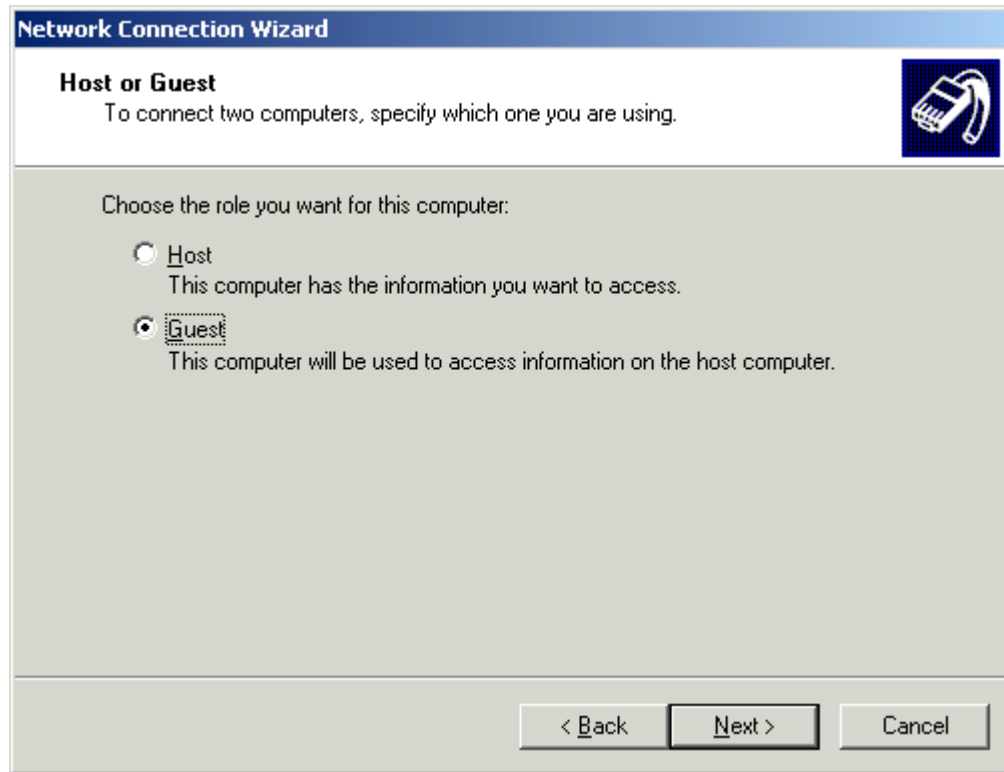 Network Connection Wizard
Host or Guest
To connect two computers, specify which one you are using.
Choose the role you want for this computer:
Host
This computer has the information you want to access.
Guest
This computer will be used to access information on the host computer.
< Back Next > Cancel